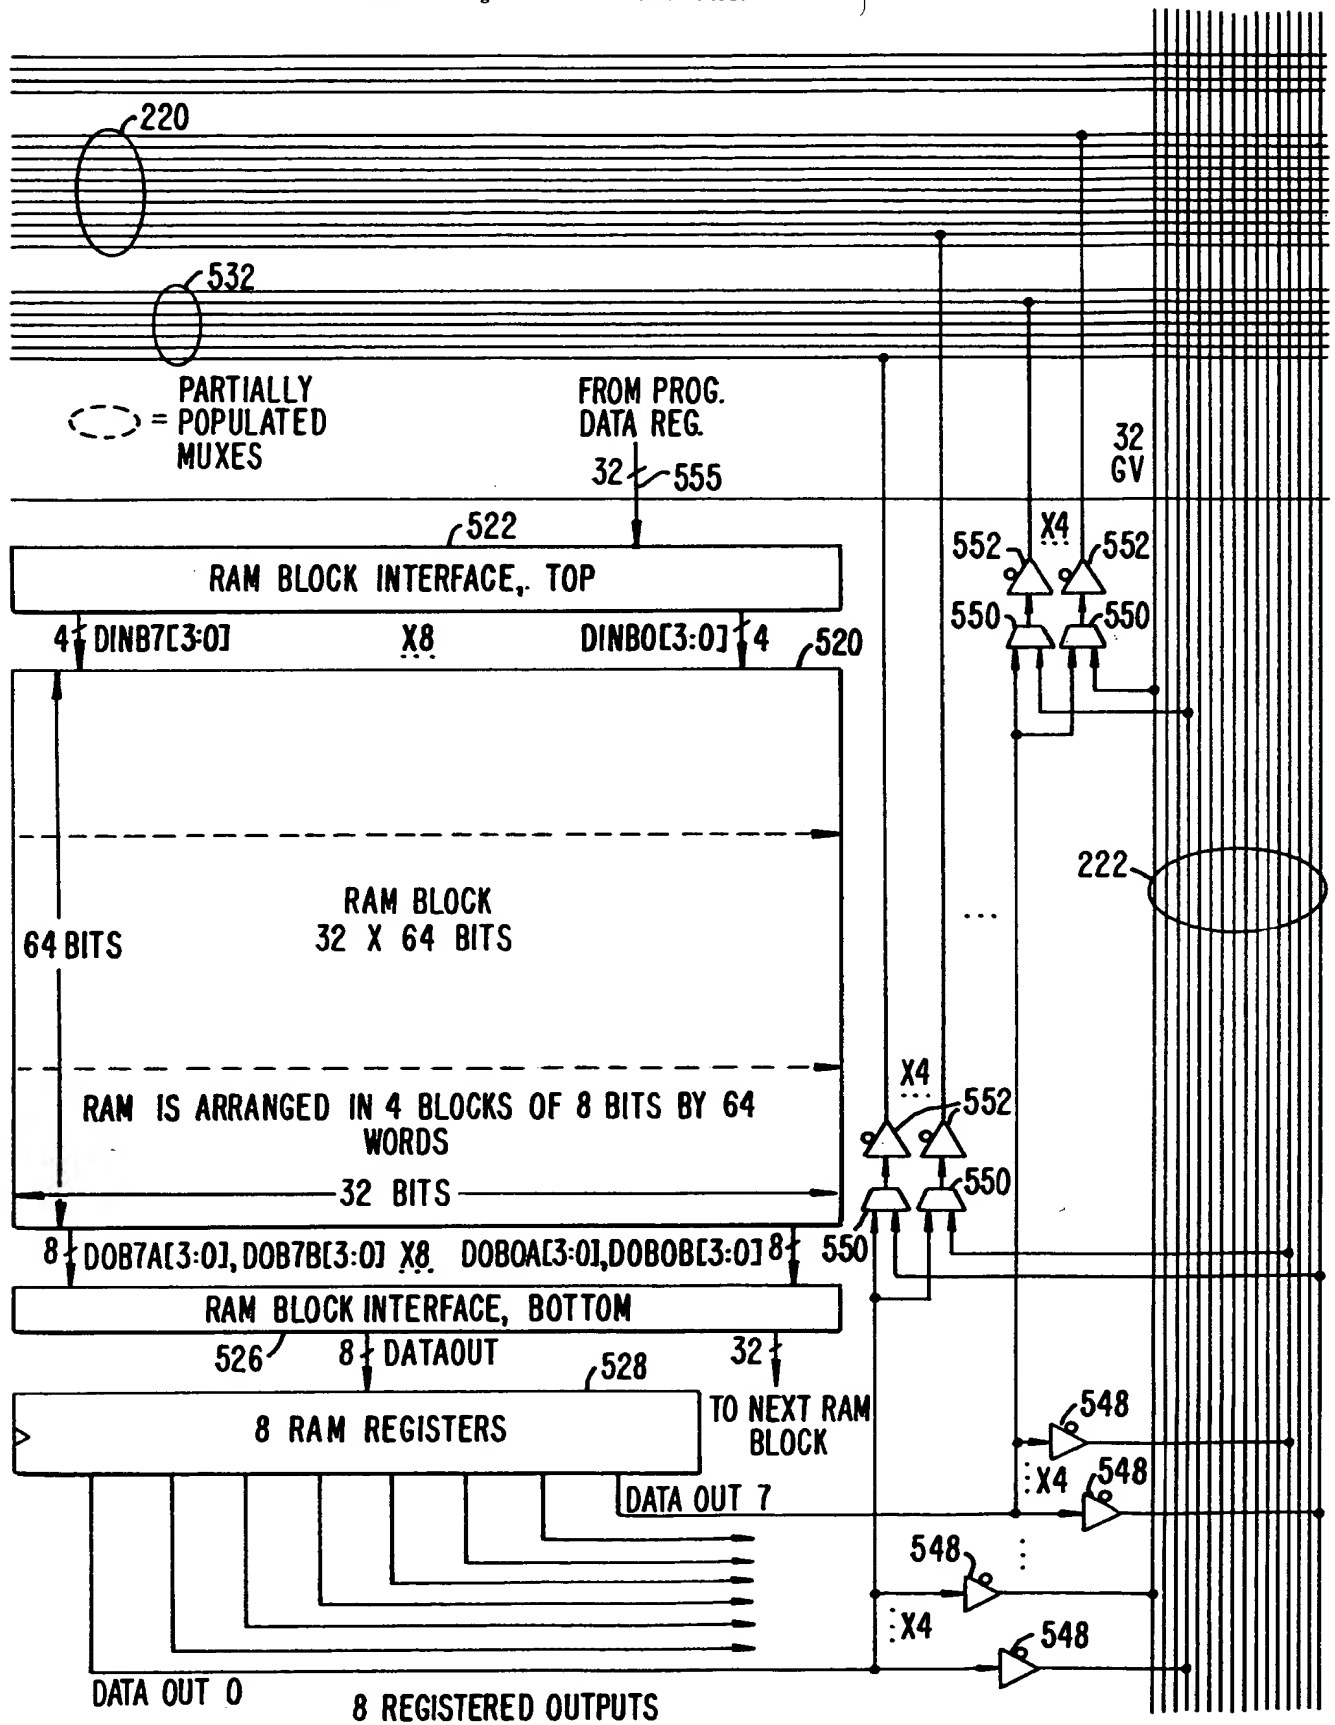 220
532
= PARTIALLY
POPULATED
MUXES
FROM PROG.
DATA REG.
32
555
32
GV
522
RAM BLOCK INTERFACE, TOP
X4
552
552
550
550
4
DINB7[3:0]
X8
DINB0[3:0]
4
520
64 BITS
RAM BLOCK
32 X 64 BITS
222
...
RAM IS ARRANGED IN 4 BLOCKS OF 8 BITS BY 64
WORDS
32 BITS
X4
552
550
550
8
DOB7A[3:0], DOB7B[3:0]
X8
DOB0A[3:0], DOB0B[3:0]
8
RAM BLOCK INTERFACE, BOTTOM
526
8
DATAOUT
32
528
8 RAM REGISTERS
TO NEXT RAM
BLOCK
548
X4
548
DATA OUT 7
548
X4
548
DATA OUT 0
8 REGISTERED OUTPUTS